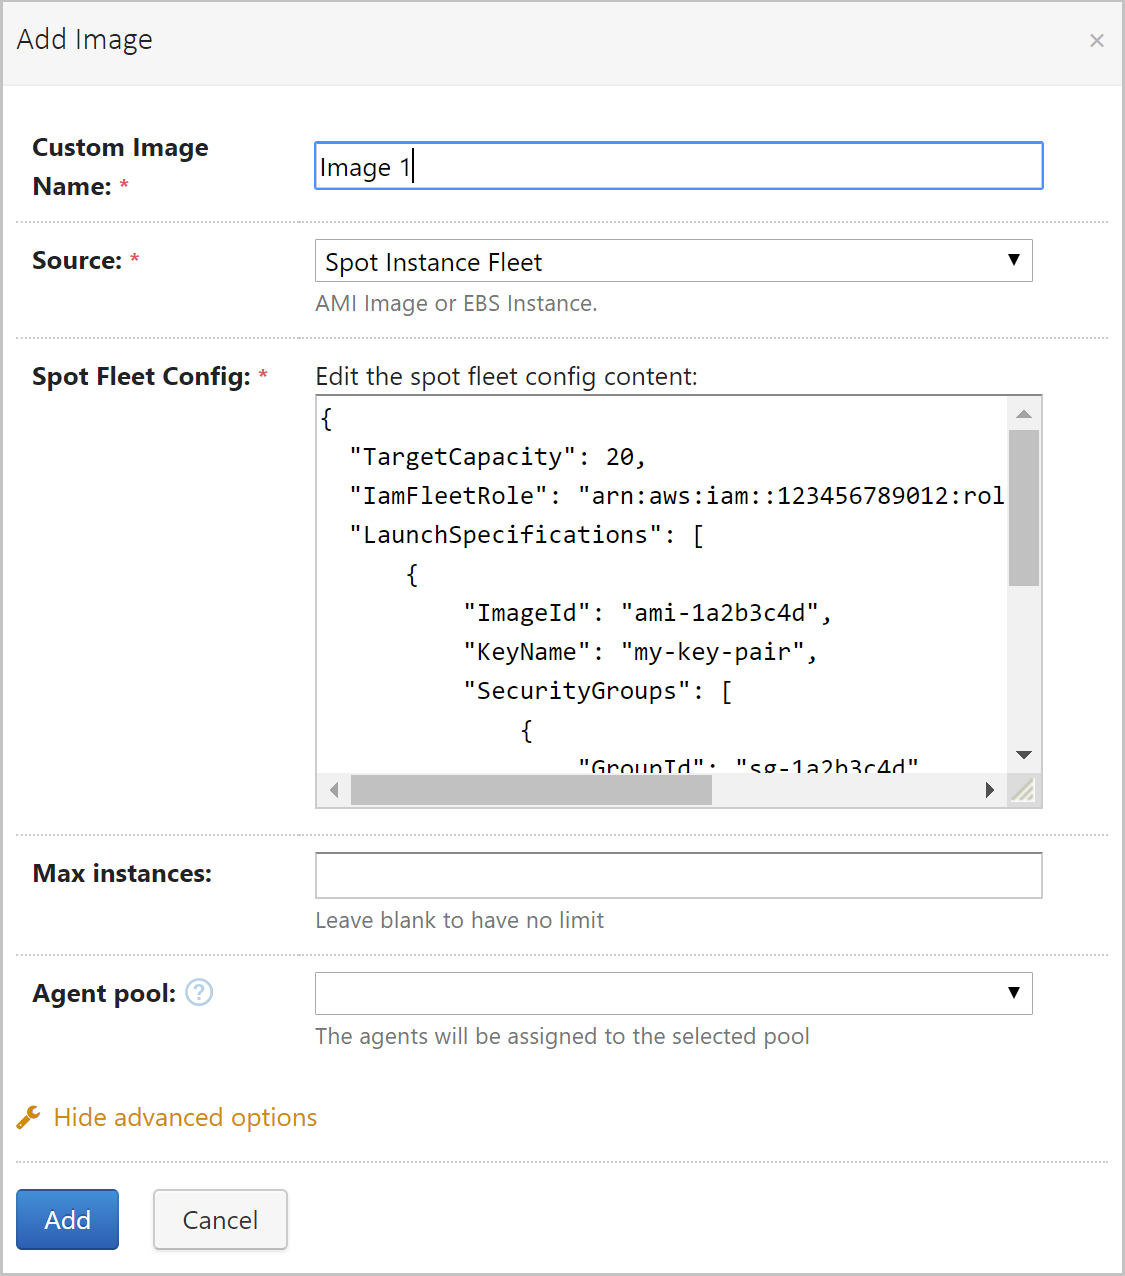 Add Image
×
Custom Image
Name: *
Image 1
Source: *
Spot Instance Fleet
AMI Image or EBS Instance.
Spot Fleet Config: *
Edit the spot fleet config content:
{
"TargetCapacity": 20,
"IamFleetRole": "arn:aws:iam::123456789012:rol
"LaunchSpecifications": [
{
"ImageId": "ami-1a2b3c4d",
"KeyName": "my-key-pair",
"SecurityGroups": [
{
"GroupId": "sg-1a2b3c4d"
Max instances:
Leave blank to have no limit
Agent pool: ?
The agents will be assigned to the selected pool
Hide advanced options
Add
Cancel